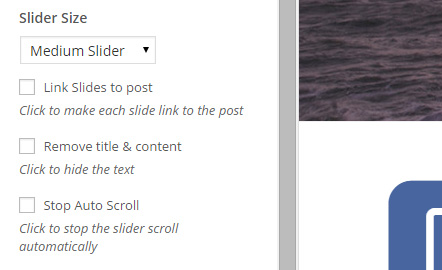 Slider Size
Medium Slider
Link Slides to post
Click to make each slide link to the post
Remove title & content
Click to hide the text
Stop Auto Scroll
Click to stop the slider scroll
automatically